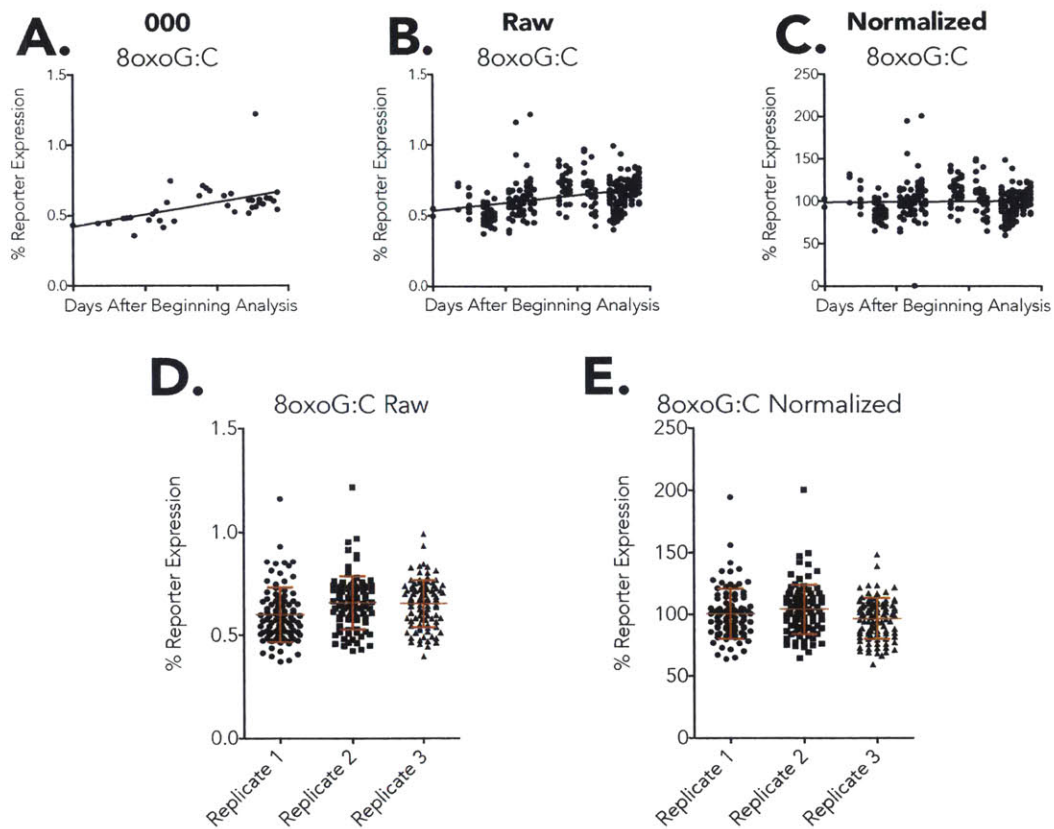 A.
000
8oxoG:C
% Reporter Expression
1.5
1.0
0.5
0.0
Days After Beginning Analysis
B.
Raw
8oxoG:C
% Reporter Expression
1.5
1.0
0.5
0.0
Days After Beginning Analysis
C.
Normalized
8oxoG:C
% Reporter Expression
250
200
150
100
50
0
Days After Beginning Analysis
D.
8oxoG:C Raw
% Reporter Expression
1.5
1.0
0.5
0.0
Replicate 1
Replicate 2
Replicate 3
E.
8oxoG:C Normalized
% Reporter Expression
250
200
150
100
50
0
Replicate 1
Replicate 2
Replicate 3